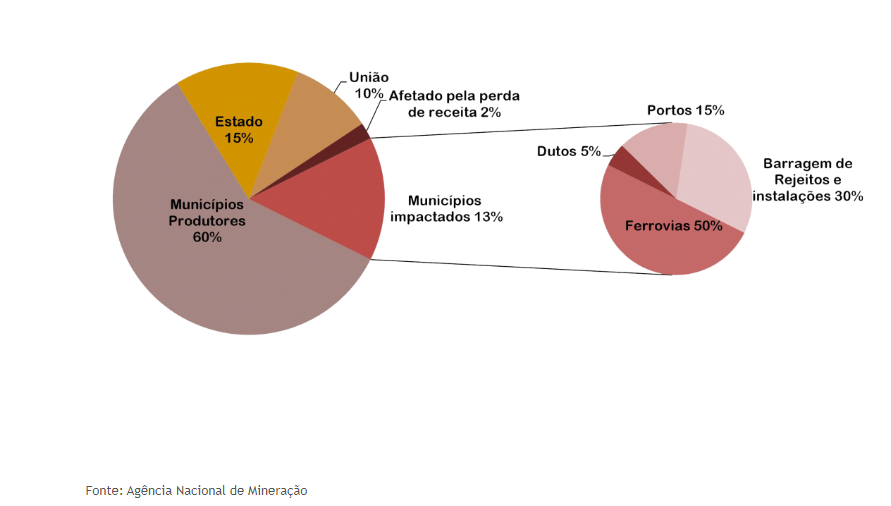 União
10%
Afetado pela perda
de receita 2%
Estado
15%
Municípios
Produtores
60%
Municípios
impactados 13%
Portos 15%
Dutos 5%
Barragem de
Rejeitos e
instalações 30%
Ferrovias 50%
Fonte: Agência Nacional de Mineração